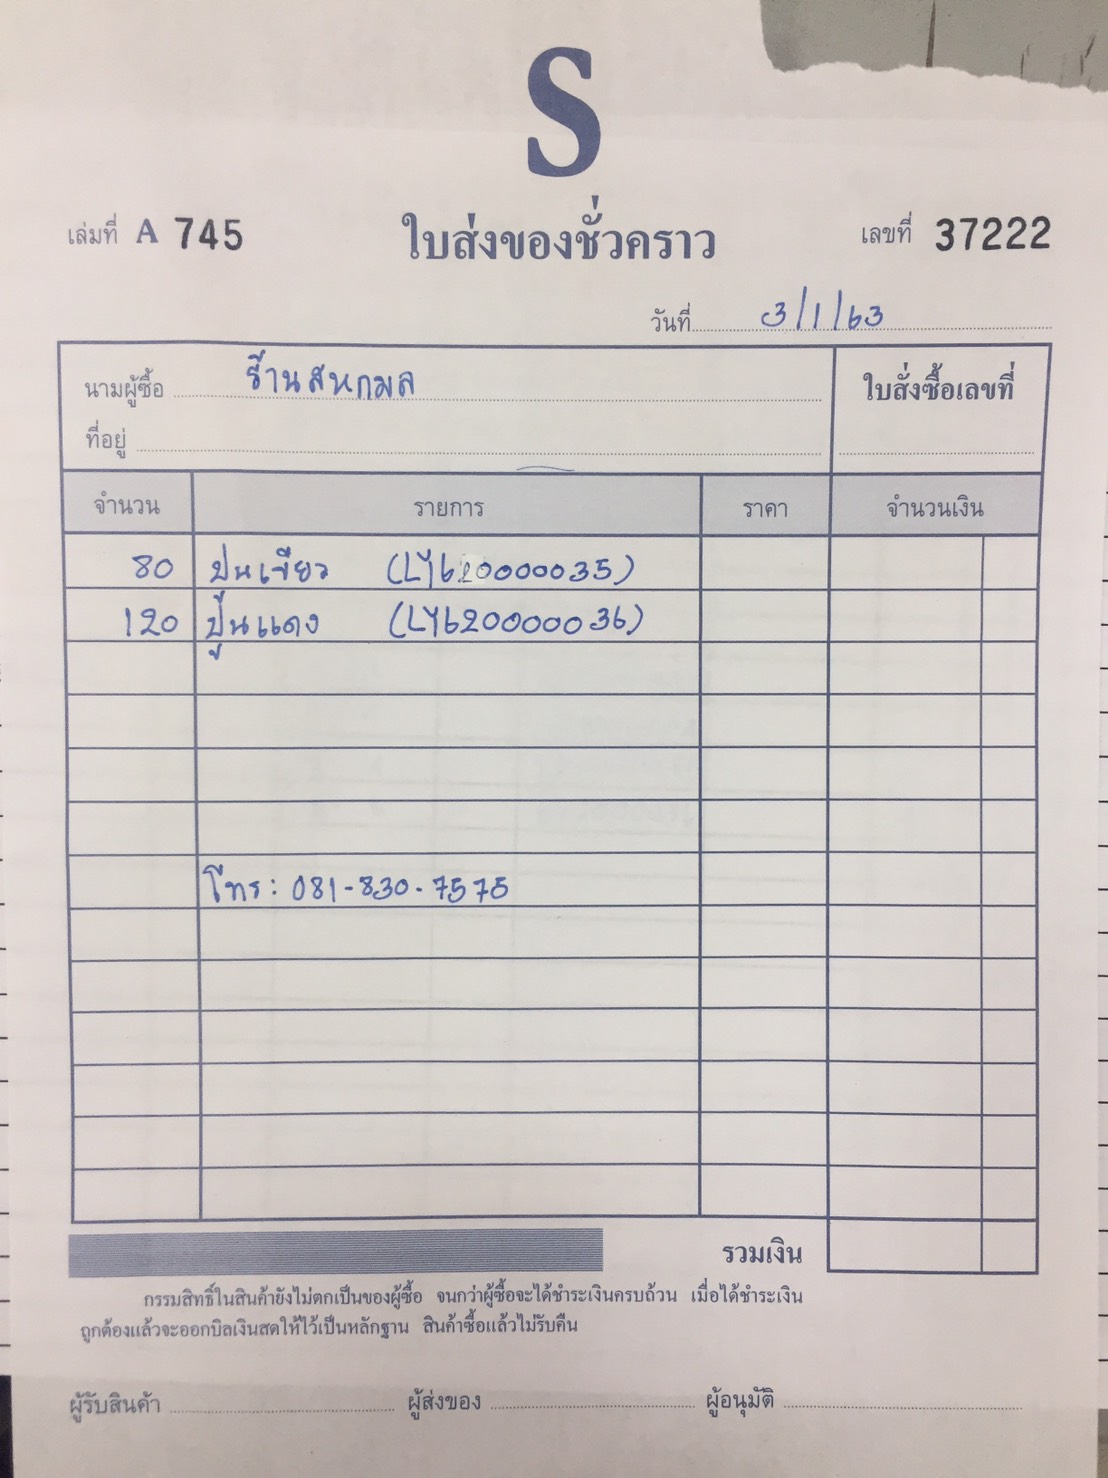 S
เล่มที่ A 745 ใบส่งของชั่วคราว เลขที่ 37222
วันที่ 3/1/63
นามผู้ซื้อ ร้านสหกมล
ใบสั่งซื้อเลขที่
ที่อยู่
จำนวน รายการ ราคา จำนวนเงิน
80 ปูนเขียว (LY620000035)
120 ปูนแดง (LY620000036)
โทร: 081-830-7575
รวมเงิน
กรรมสิทธิ์ในสินค้ายังไม่ตกเป็นของผู้ซื้อ จนกว่าผู้ซื้อจะได้ชำระเงินครบถ้วน เมื่อได้ชำระเงิน
ถูกต้องแล้วจะออกบิลเงินสดให้ไว้เป็นหลักฐาน สินค้าซื้อแล้วไม่รับคืน
ผู้รับสินค้า ผู้ส่งของ ผู้อนุมัติ